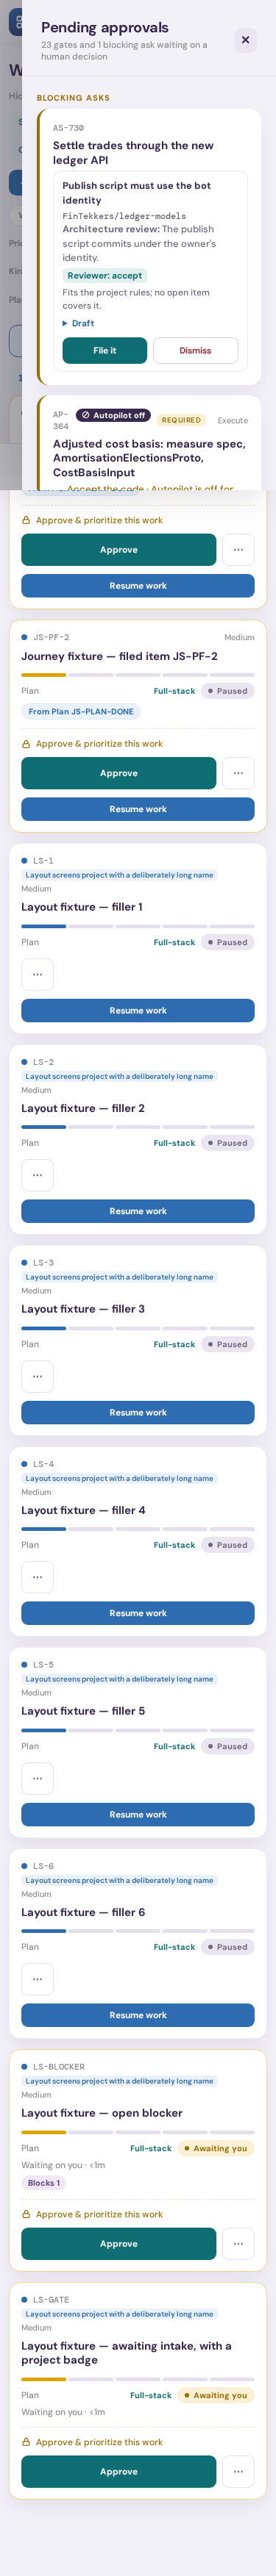 Pending approvals
23 gates and 1 blocking ask waiting on a
human decision
BLOCKING ASKS
AS-730
Settle trades through the new
ledger API
Publish script must use the bot
identity
FinTekkers/ledger-models
Architecture review: The publish
script commits under the owner's
identity.
Reviewer: accept
Fits the project rules; no open item
covers it.
Draft
File it
Dismiss
AP-
364
Autopilot off
REQUIRED
Execute
Adjusted cost basis: measure spec,
AmortisationElectionsProto,
CostBasisInput
Approve & prioritize this work
Approve
Resume work
JS-PF-2
Medium
Journey fixture — filed item JS-PF-2
Plan
Full-stack
Paused
From Plan JS-PLAN-DONE
Approve & prioritize this work
Approve
Resume work
LS-1
Layout screens project with a deliberately long name
Medium
Layout fixture — filler 1
Plan
Full-stack
Paused
Resume work
LS-2
Layout screens project with a deliberately long name
Medium
Layout fixture — filler 2
Plan
Full-stack
Paused
Resume work
LS-3
Layout screens project with a deliberately long name
Medium
Layout fixture — filler 3
Plan
Full-stack
Paused
Resume work
LS-4
Layout screens project with a deliberately long name
Medium
Layout fixture — filler 4
Plan
Full-stack
Paused
Resume work
LS-5
Layout screens project with a deliberately long name
Medium
Layout fixture — filler 5
Plan
Full-stack
Paused
Resume work
LS-6
Layout screens project with a deliberately long name
Medium
Layout fixture — filler 6
Plan
Full-stack
Paused
Resume work
LS-BLOCKER
Layout screens project with a deliberately long name
Medium
Layout fixture — open blocker
Plan
Full-stack
Awaiting you
Waiting on you · <1m
Blocks 1
Approve & prioritize this work
Approve
LS-GATE
Layout screens project with a deliberately long name
Medium
Layout fixture — awaiting intake, with a
project badge
Plan
Full-stack
Awaiting you
Waiting on you · <1m
Approve & prioritize this work
Approve